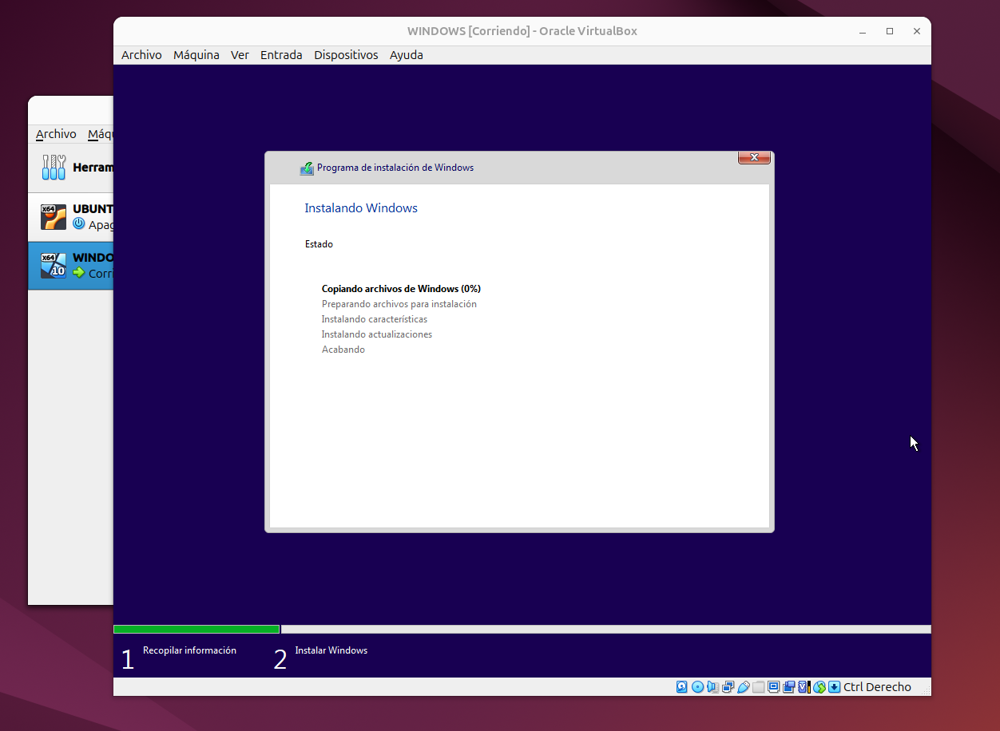 WINDOWS [Corriendo] - Oracle VirtualBox
Archivo Máquina Ver Entrada Dispositivos Ayuda
Archivo Máqu
Herram
x64
UBUNT
Apag
x64
10
WINDO
Corri
Programa de instalación de Windows
Instalando Windows
Estado
Copiando archivos de Windows (0%)
Preparando archivos para instalación
Instalando características
Instalando actualizaciones
Acabando
1 Recopilar información 2 Instalar Windows
Ctrl Derecho